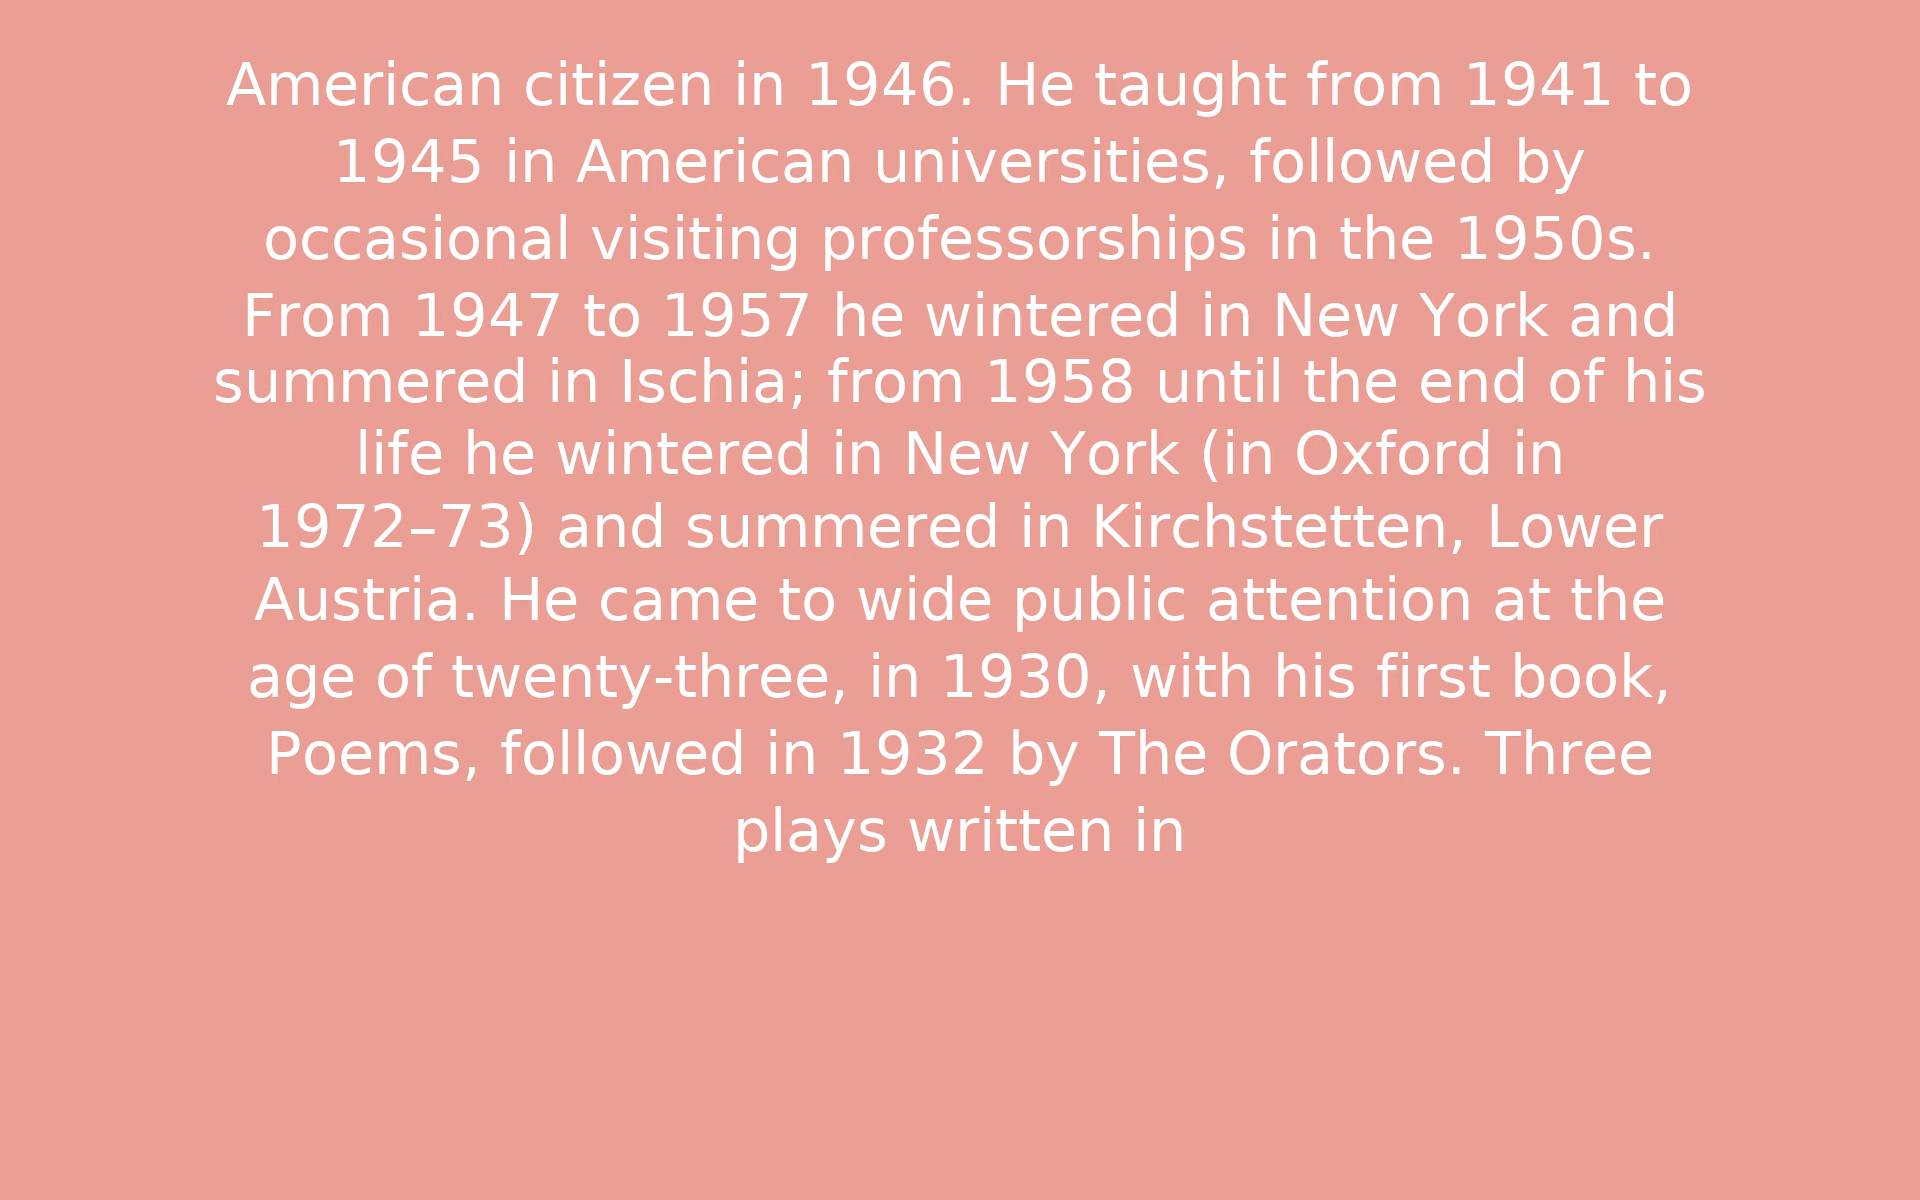 American citizen in 1946. He taught from 1941 to
1945 in American universities, followed by
occasional visiting professorships in the 1950s.
From 1947 to 1957 he wintered in New York and
summered in Ischia; from 1958 until the end of his
life he wintered in New York (in Oxford in
1972–73) and summered in Kirchstetten, Lower
Austria. He came to wide public attention at the
age of twenty-three, in 1930, with his first book,
Poems, followed in 1932 by The Orators. Three
plays written in